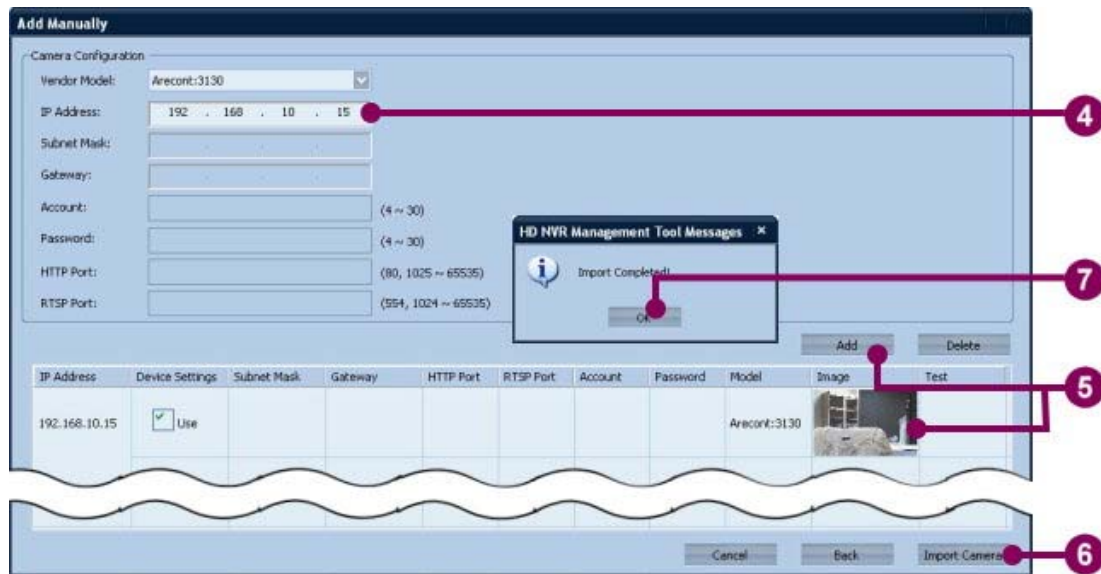 Add Manually
Camera Configuration
Vendor Model: Arecont:3130
IP Address: 192 . 168 . 10 . 15
4
Subnet Mask: . . .
Gateway: . . .
Account: (4 ~ 30)
Password: (4 ~ 30)
HTTP Port: (80, 1025 ~ 65535)
RTSP Port: (554, 1024 ~ 65535)
HD NVR Management Tool Messages ×
Import Completed!
7
OK
Add Delete
IP Address Device Settings Subnet Mask Gateway HTTP Port RTSP Port Account Password Model Image Test
5
192.168.10.15 Use Arecont:3130
Cancel Back Import Camera
6